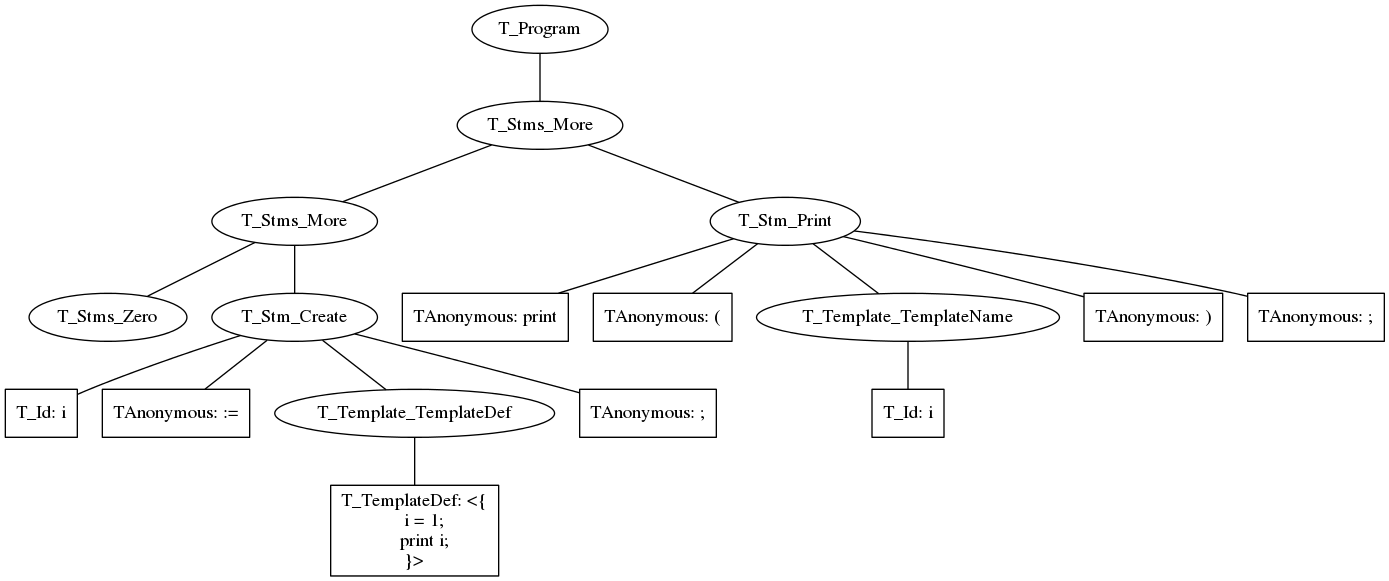 T_Program
T_Stms_More
T_Stms_More
T_Stm_Print
T_Stms_Zero
T_Stm_Create
TAnonymous: print
TAnonymous: (
T_Template_TemplateName
TAnonymous: )
TAnonymous: ;
T_Id: i
TAnonymous: :=
T_Template_TemplateDef
TAnonymous: ;
T_Id: i
T_TemplateDef: <{
i = 1;
print i;
}>